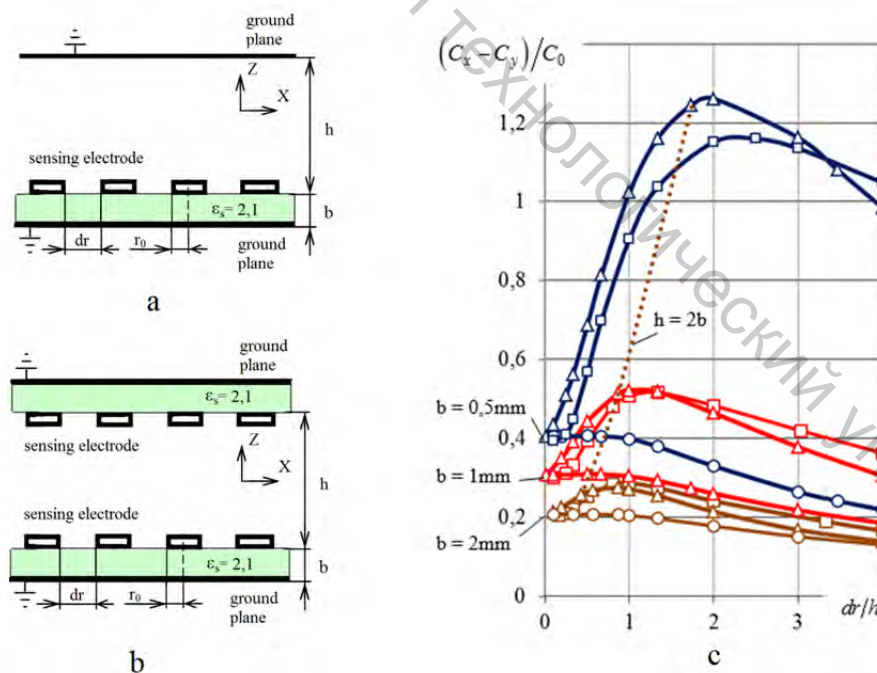 ground
plane
Z
X
h
sensing electrode
εs= 2,1
b
dr
r0
ground
plane
a
ground
plane
εs= 2,1
sensing electrode
Z
X
h
sensing electrode
εs= 2,1
b
dr
r0
ground
plane
b
(Cx−Cy)/C0
1,2
1
0,8
0,6
0,4
0,2
0
h = 2b
b = 0,5mm
b = 1mm
b = 2mm
0 1 2 3 dr/h
c
технологический